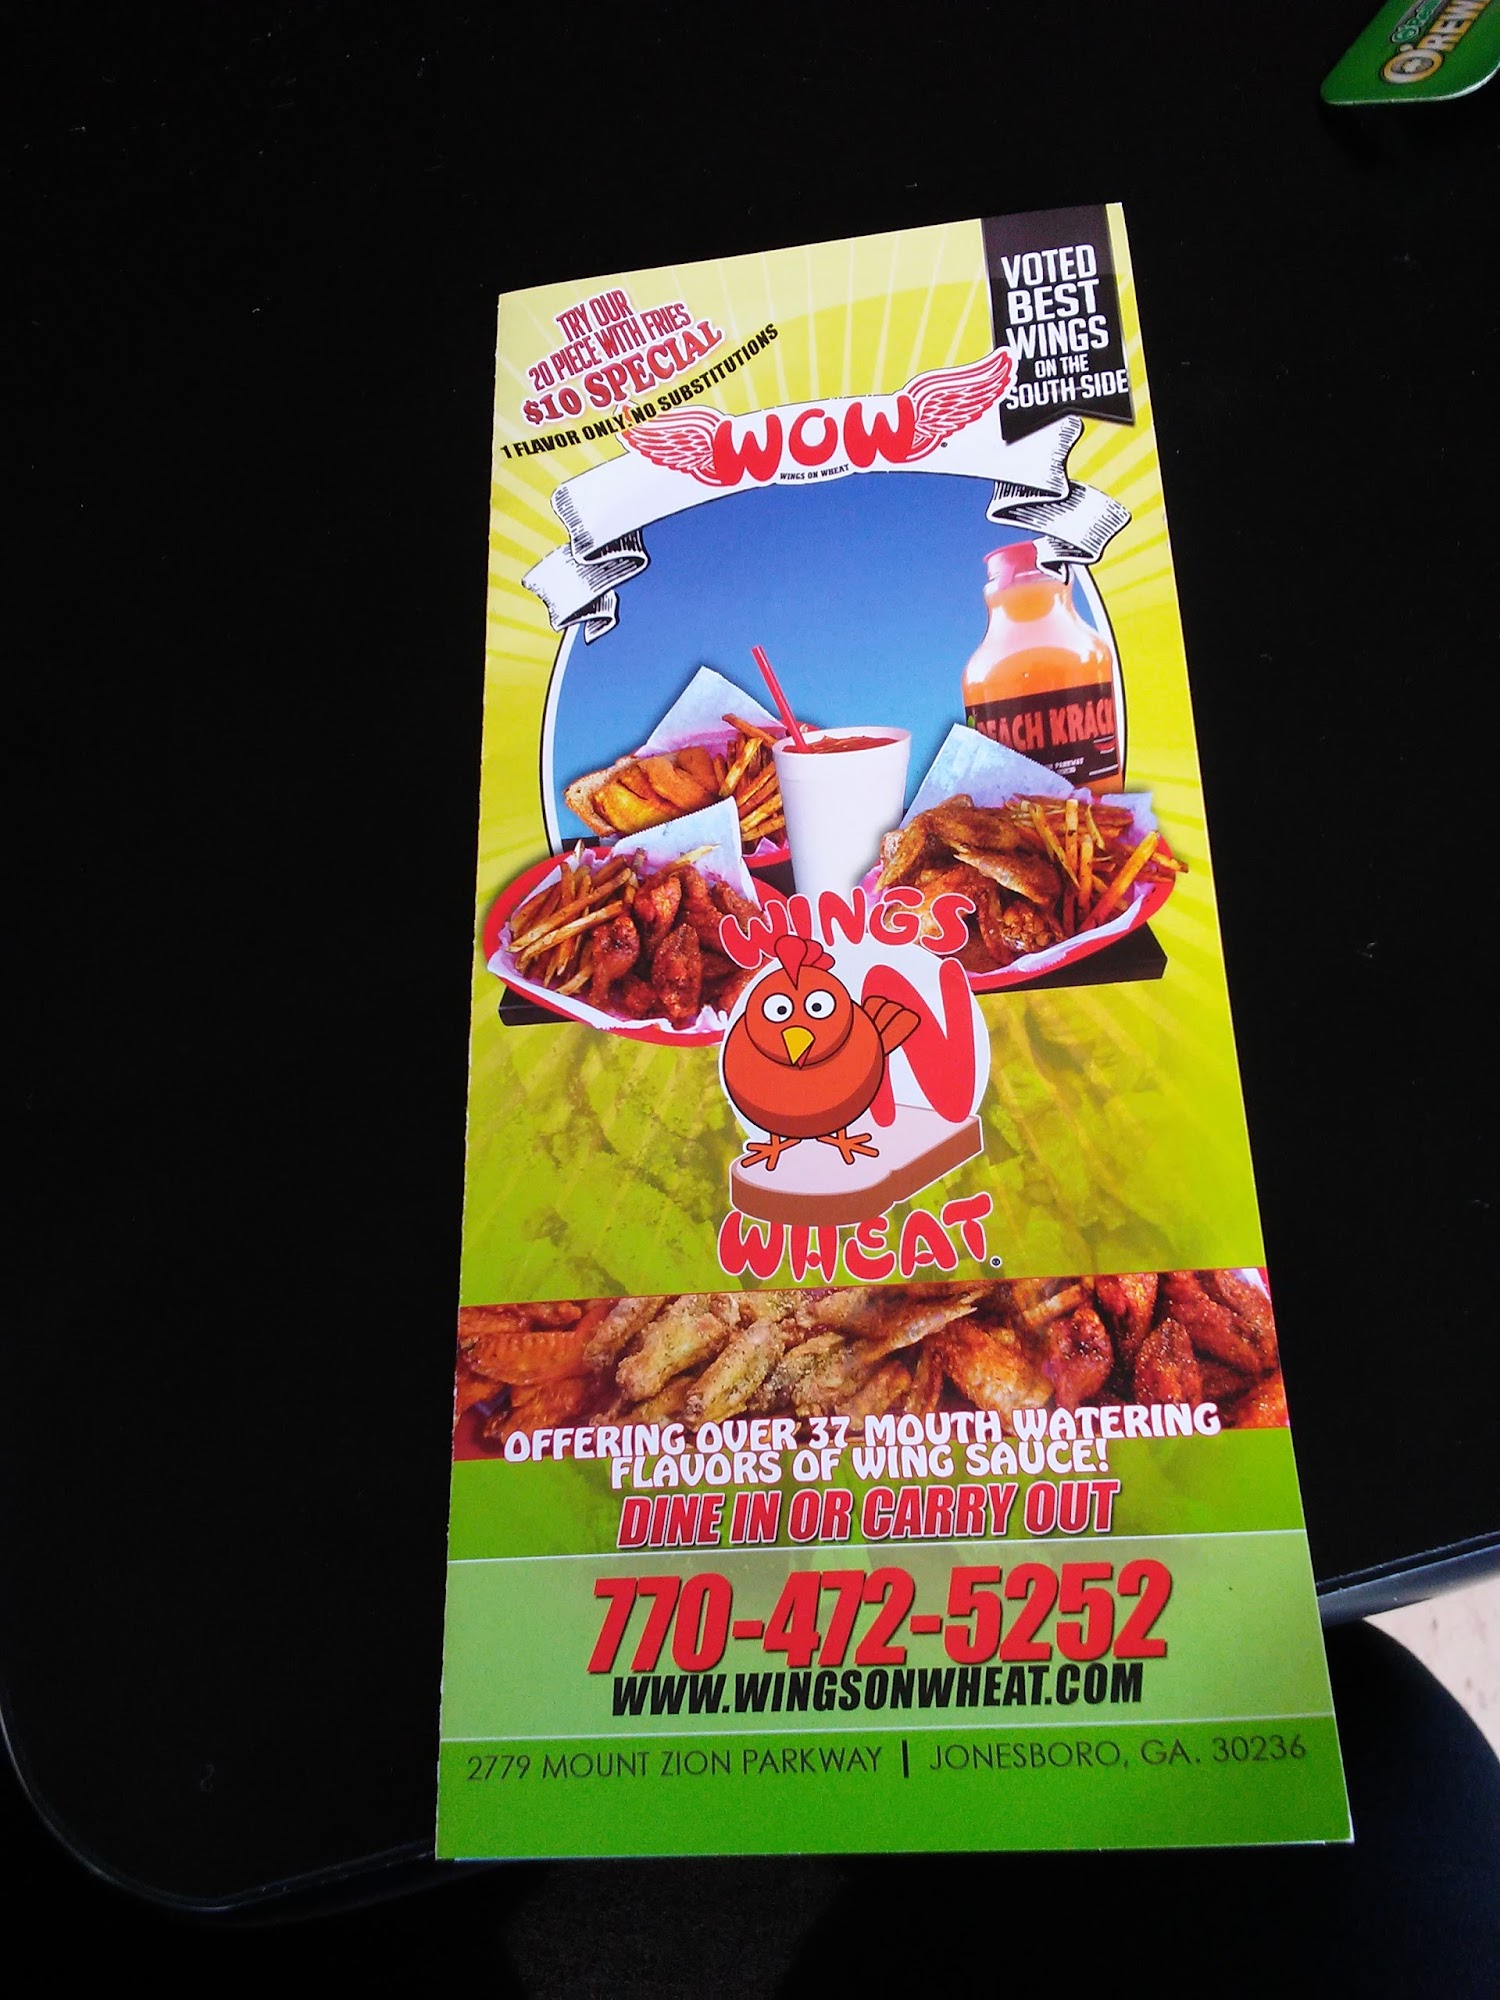 TRY OUR
20 PIECE WITH FRIES
$10 SPECIAL
1 FLAVOR ONLY. NO SUBSTITUTIONS
VOTED
BEST
WINGS
ON THE
SOUTH SIDE
WOW
WINGS ON WHEAT
EACH KRACK
WINGS
ON
WHEAT
OFFERING OVER 37 MOUTH WATERING
FLAVORS OF WING SAUCE!
DINE IN OR CARRY OUT
770-472-5252
WWW.WINGSONWHEAT.COM
2779 MOUNT ZION PARKWAY | JONESBORO, GA. 30236